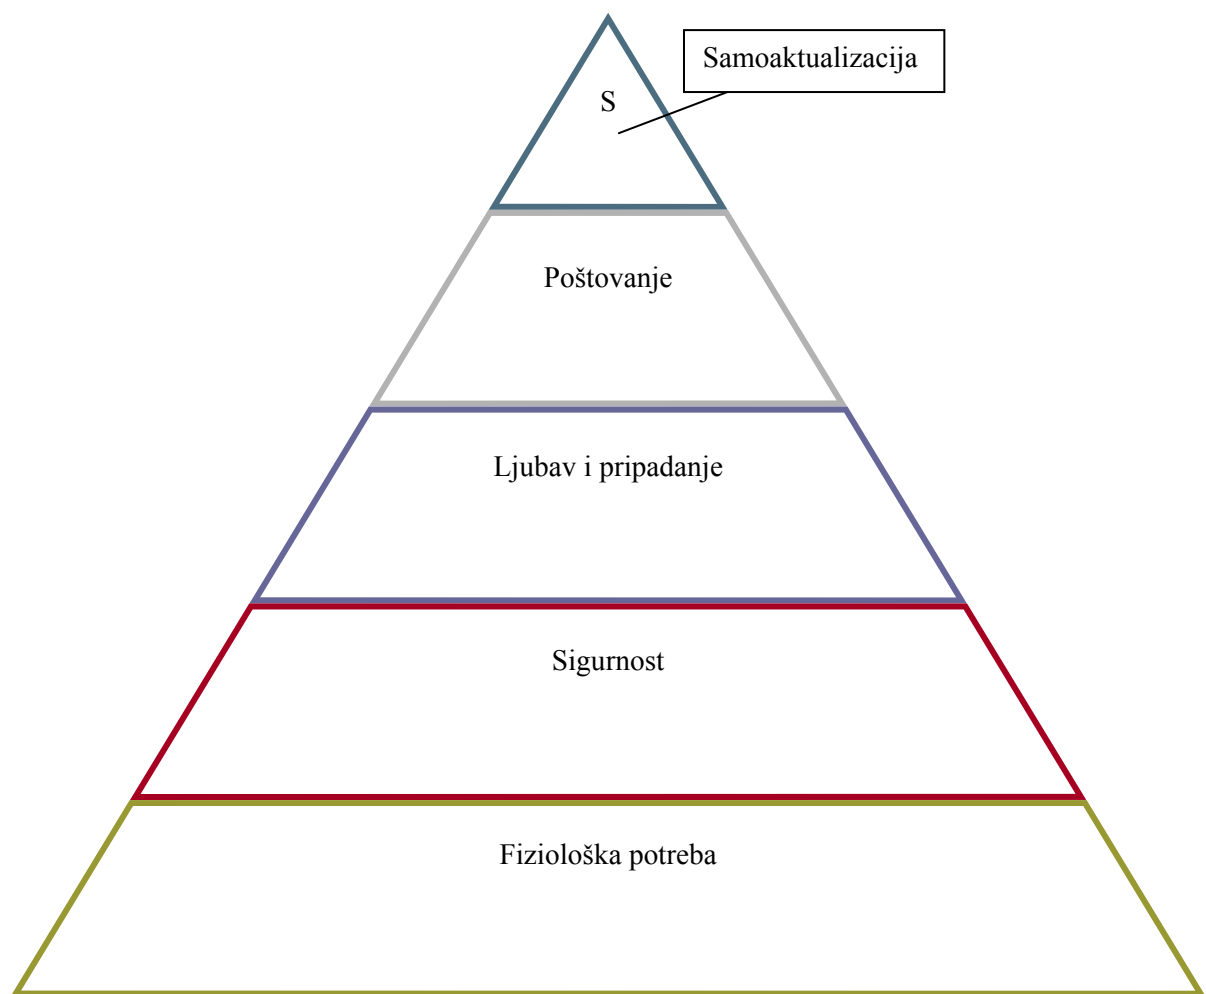 Samoaktualizacija
S
Poštovanje
Ljubav i pripadanje
Sigurnost
Fiziološka potreba